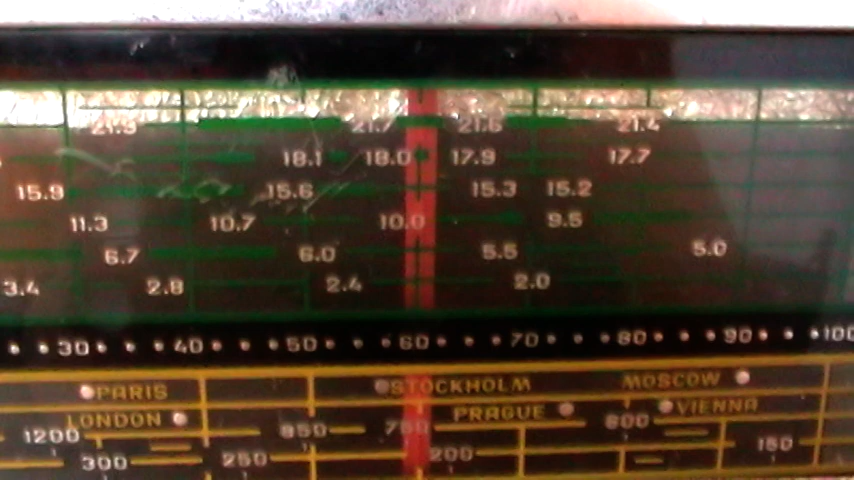 21.9 21.7 21.6 21.4
18.1 18.0 17.9 17.7
15.9 15.6 15.3 15.2
11.3 10.7 10.0 9.5
6.7 6.0 5.5 5.0
3.4 2.8 2.4 2.0
30 40 50 60 70 80 90 100
PARIS STOCKHOLM MOSCOW
LONDON PRAGUE VIENNA
1200 850 700 600
300 250 200 150